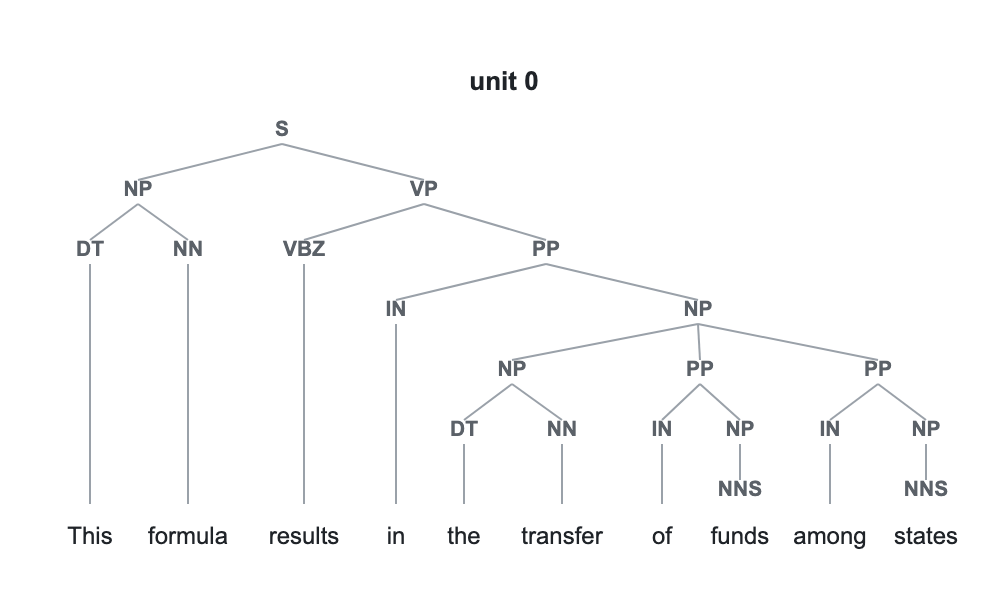 unit 0
S
NP VP
DT NN VBZ PP
IN NP
NP PP PP
DT NN IN NP IN NP
NNS NNS
This formula results in the transfer of funds among states